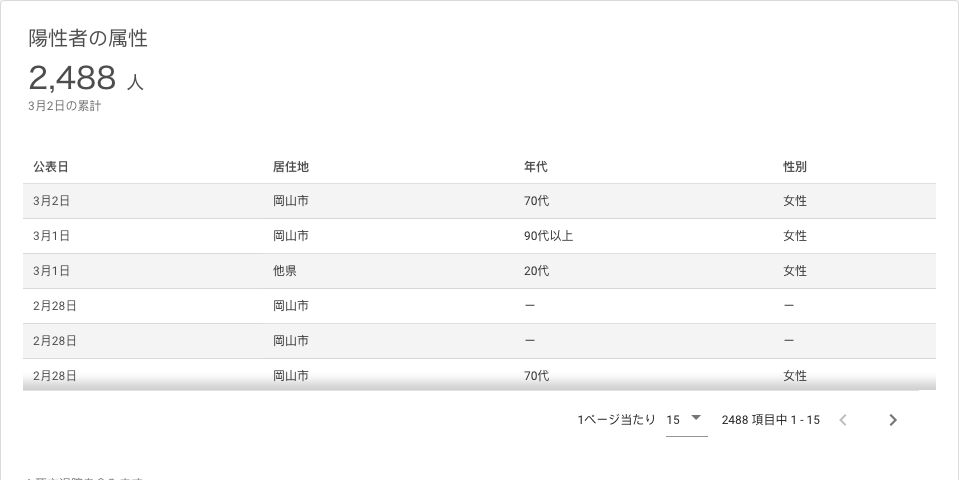 陽性者の属性
2,488 人
3月2日の累計
公表日 居住地 年代 性別
3月2日 岡山市 70代 女性
3月1日 岡山市 90代以上 女性
3月1日 他県 20代 女性
2月28日 岡山市 ー ー
2月28日 岡山市 ー ー
2月28日 岡山市 70代 女性
1ページ当たり 15 2488 項目中 1 - 15